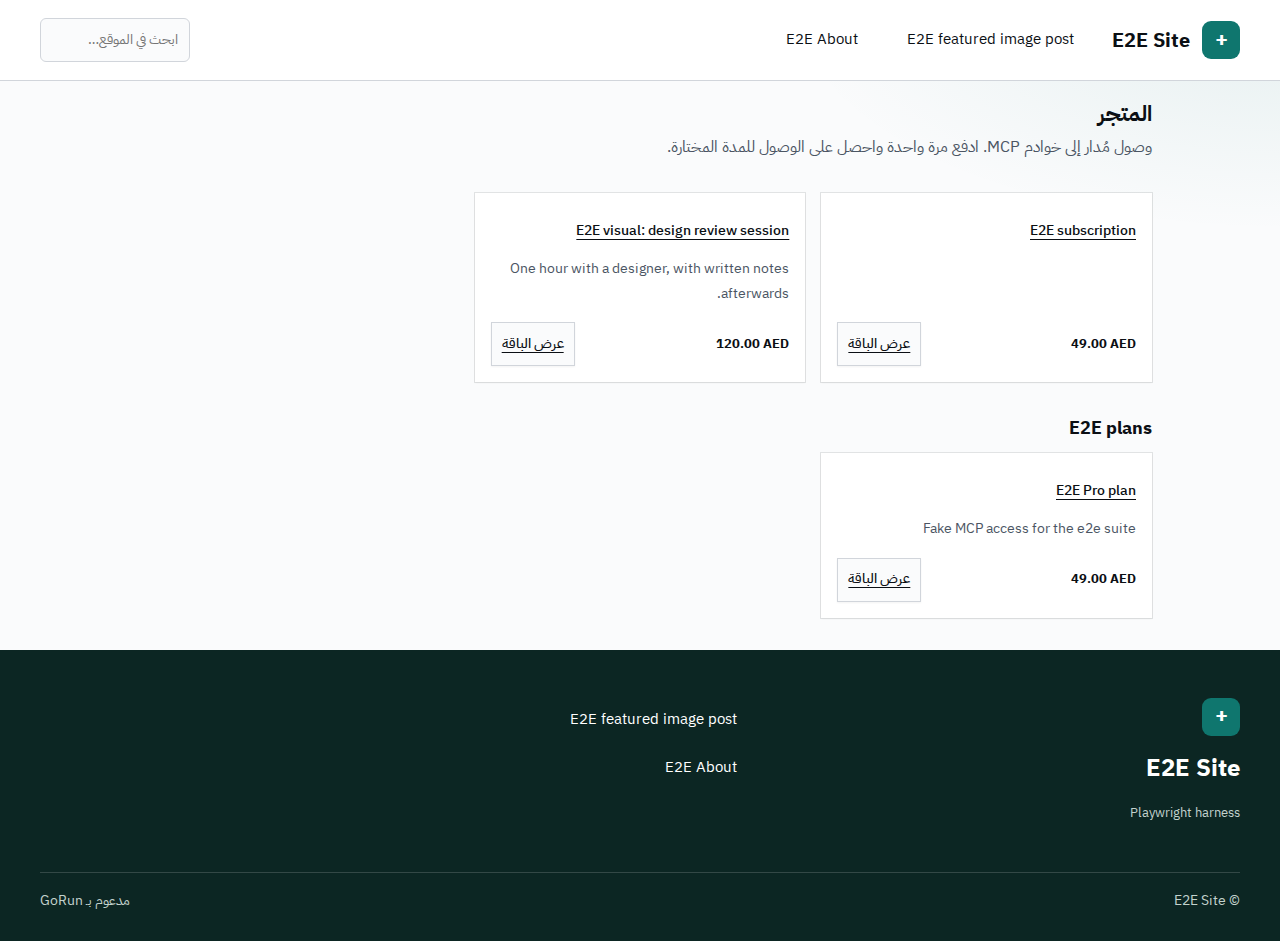 + E2E Site
E2E featured image post
E2E About
ابحث في الموقع...
المتجر
وصول مُدار إلى خوادم MCP. ادفع مرة واحدة واحصل على الوصول للمدة المختارة.
E2E subscription
49.00 AED
عرض الباقة
E2E visual: design review session
One hour with a designer, with written notes
afterwards.
120.00 AED
عرض الباقة
E2E plans
E2E Pro plan
Fake MCP access for the e2e suite
49.00 AED
عرض الباقة
+
E2E Site
Playwright harness
E2E featured image post
E2E About
© E2E Site
مدعوم بـ GoRun